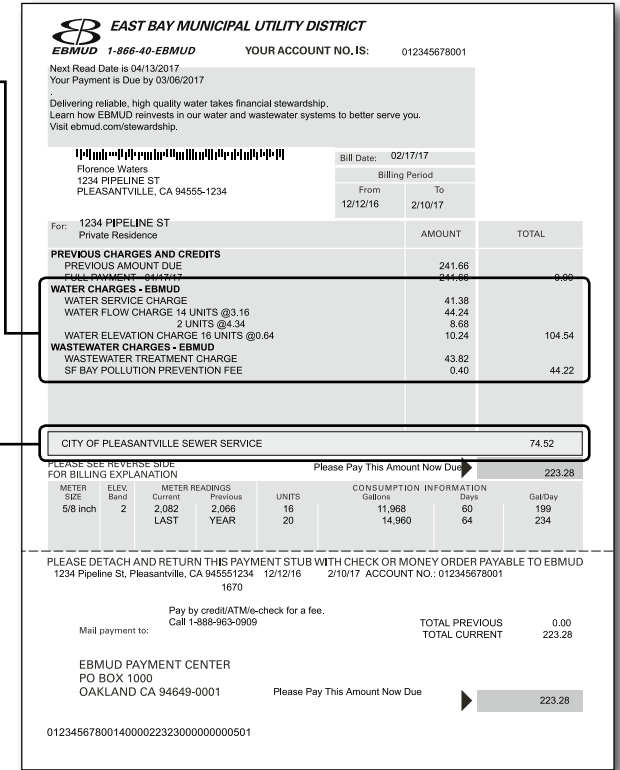 EAST BAY MUNICIPAL UTILITY DISTRICT
EBMUD 1-866-40-EBMUD YOUR ACCOUNT NO. IS: 012345678001
Next Read Date is 04/13/2017
Your Payment is Due by 03/06/2017
.
Delivering reliable, high quality water takes financial stewardship.
Learn how EBMUD reinvests in our water and wastewater systems to better serve you.
Visit ebmud.com/stewardship.
Bill Date: 02/17/17
Florence Waters
1234 PIPELINE ST
PLEASANTVILLE, CA 94555-1234
Billing Period
From To
12/12/16 2/10/17
For: 1234 PIPELINE ST
Private Residence
AMOUNT TOTAL
PREVIOUS CHARGES AND CREDITS
PREVIOUS AMOUNT DUE 241.66
FULL PAYMENT - 01/17/17 241.66 0.00
WATER CHARGES - EBMUD
WATER SERVICE CHARGE 41.38
WATER FLOW CHARGE 14 UNITS @3.16 44.24
2 UNITS @4.34 8.68
WATER ELEVATION CHARGE 16 UNITS @0.64 10.24 104.54
WASTEWATER CHARGES - EBMUD
WASTEWATER TREATMENT CHARGE 43.82
SF BAY POLLUTION PREVENTION FEE 0.40 44.22
CITY OF PLEASANTVILLE SEWER SERVICE 74.52
PLEASE SEE REVERSE SIDE
FOR BILLING EXPLANATION
Please Pay This Amount Now Due 223.28
METER SIZE ELEV. Band METER READINGS Current Previous UNITS CONSUMPTION INFORMATION Gallons Days Gal/Day
5/8 inch 2 2,082 2,066 16 11,968 60 199
LAST YEAR 20 14,960 64 234
PLEASE DETACH AND RETURN THIS PAYMENT STUB WITH CHECK OR MONEY ORDER PAYABLE TO EBMUD
1234 Pipeline St, Pleasantville, CA 945551234 12/12/16 2/10/17 ACCOUNT NO.: 012345678001
1670
Pay by credit/ATM/e-check for a fee.
Call 1-888-963-0909
Mail payment to:
TOTAL PREVIOUS 0.00
TOTAL CURRENT 223.28
EBMUD PAYMENT CENTER
PO BOX 1000
OAKLAND CA 94649-0001
Please Pay This Amount Now Due 223.28
01234567800140000223230000000000501